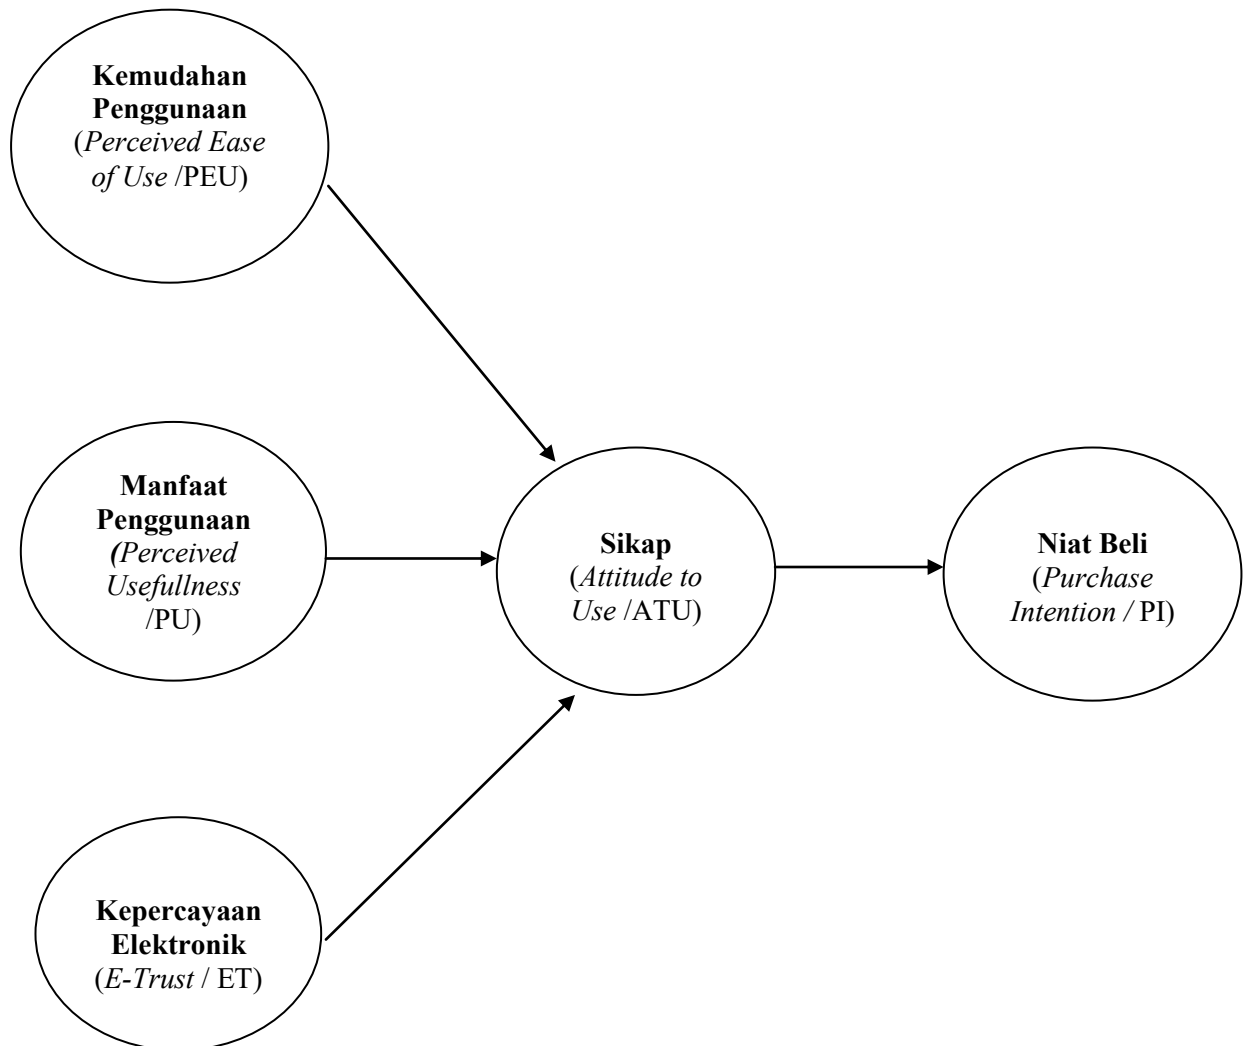 Kemudahan
Penggunaan
(Perceived Ease
of Use /PEU)
Manfaat
Penggunaan
(Perceived
Usefullness
/PU)
Sikap
(Attitude to
Use /ATU)
Niat Beli
(Purchase
Intention / PI)
Kepercayaan
Elektronik
(E-Trust / ET)